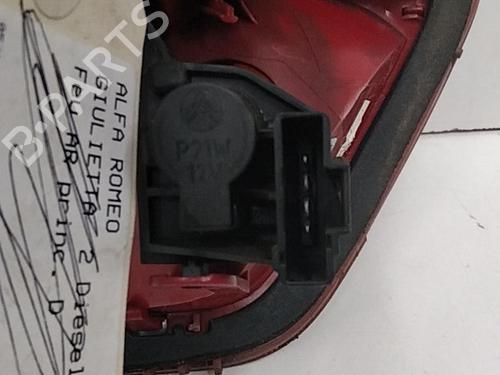 ALFA ROMEO
GIULIETTA 2 Diesel
Feu AR princ. D
P21W
12V
B-PARTS